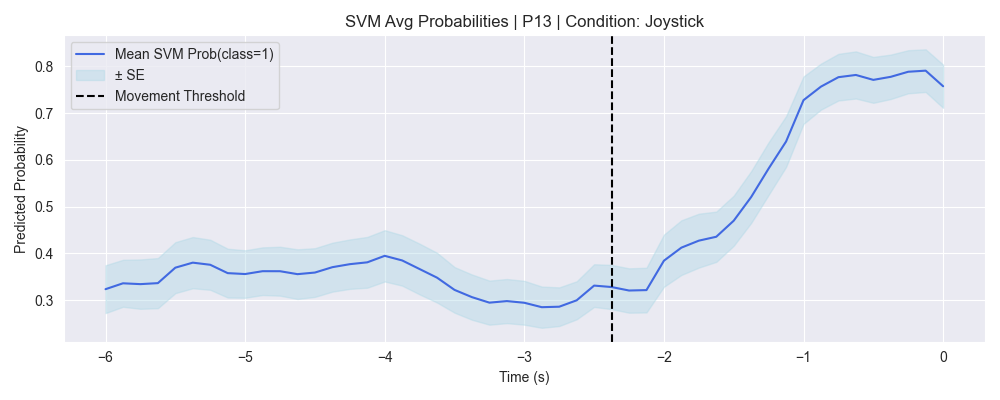 SVM Avg Probabilities | P13 | Condition: Joystick
Mean SVM Prob(class=1)
± SE
Movement Threshold
Predicted Probability
0.8
0.7
0.6
0.5
0.4
0.3
−6
−5
−4
−3
−2
−1
0
Time (s)